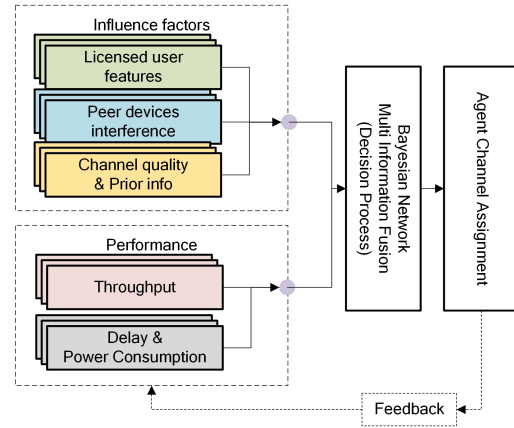 Influence factors
Licensed user
features
Peer devices
interference
Channel quality
& Prior info
Performance
Throughput
Delay &
Power Consumption
Bayesian Network
Multi Information Fusion
(Decision Process)
Agent Channel Assignment
Feedback